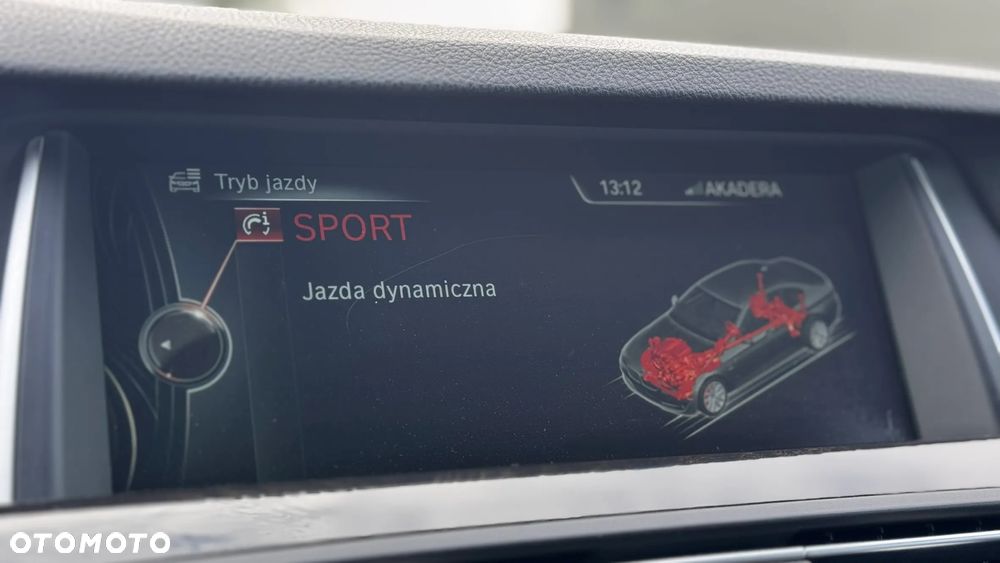 Tryb jazdy
13:12 AKADERA
SPORT
Jazda dynamiczna
OTOMOTO